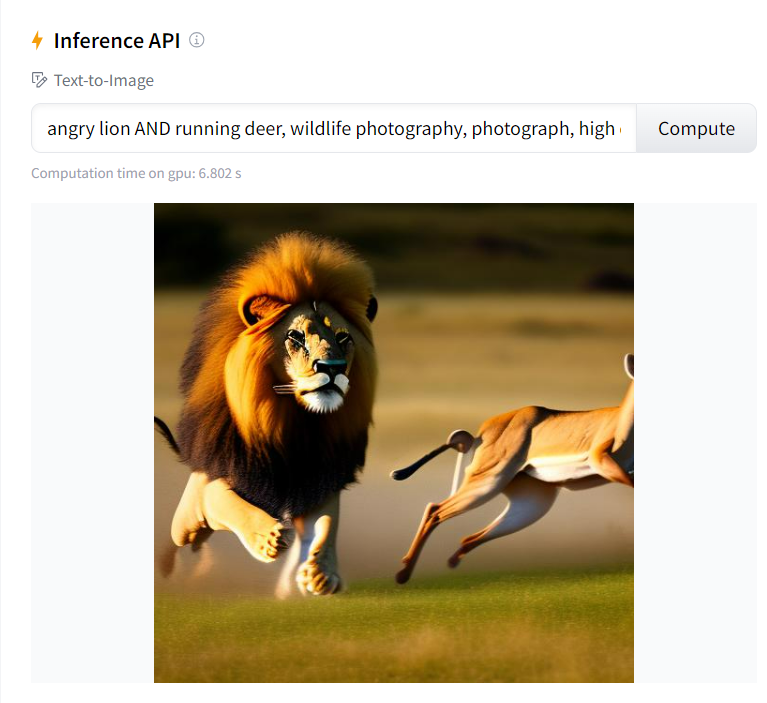 Inference API
Text-to-Image
angry lion AND running deer, wildlife photography, photograph, high
Compute
Computation time on gpu: 6.802 s